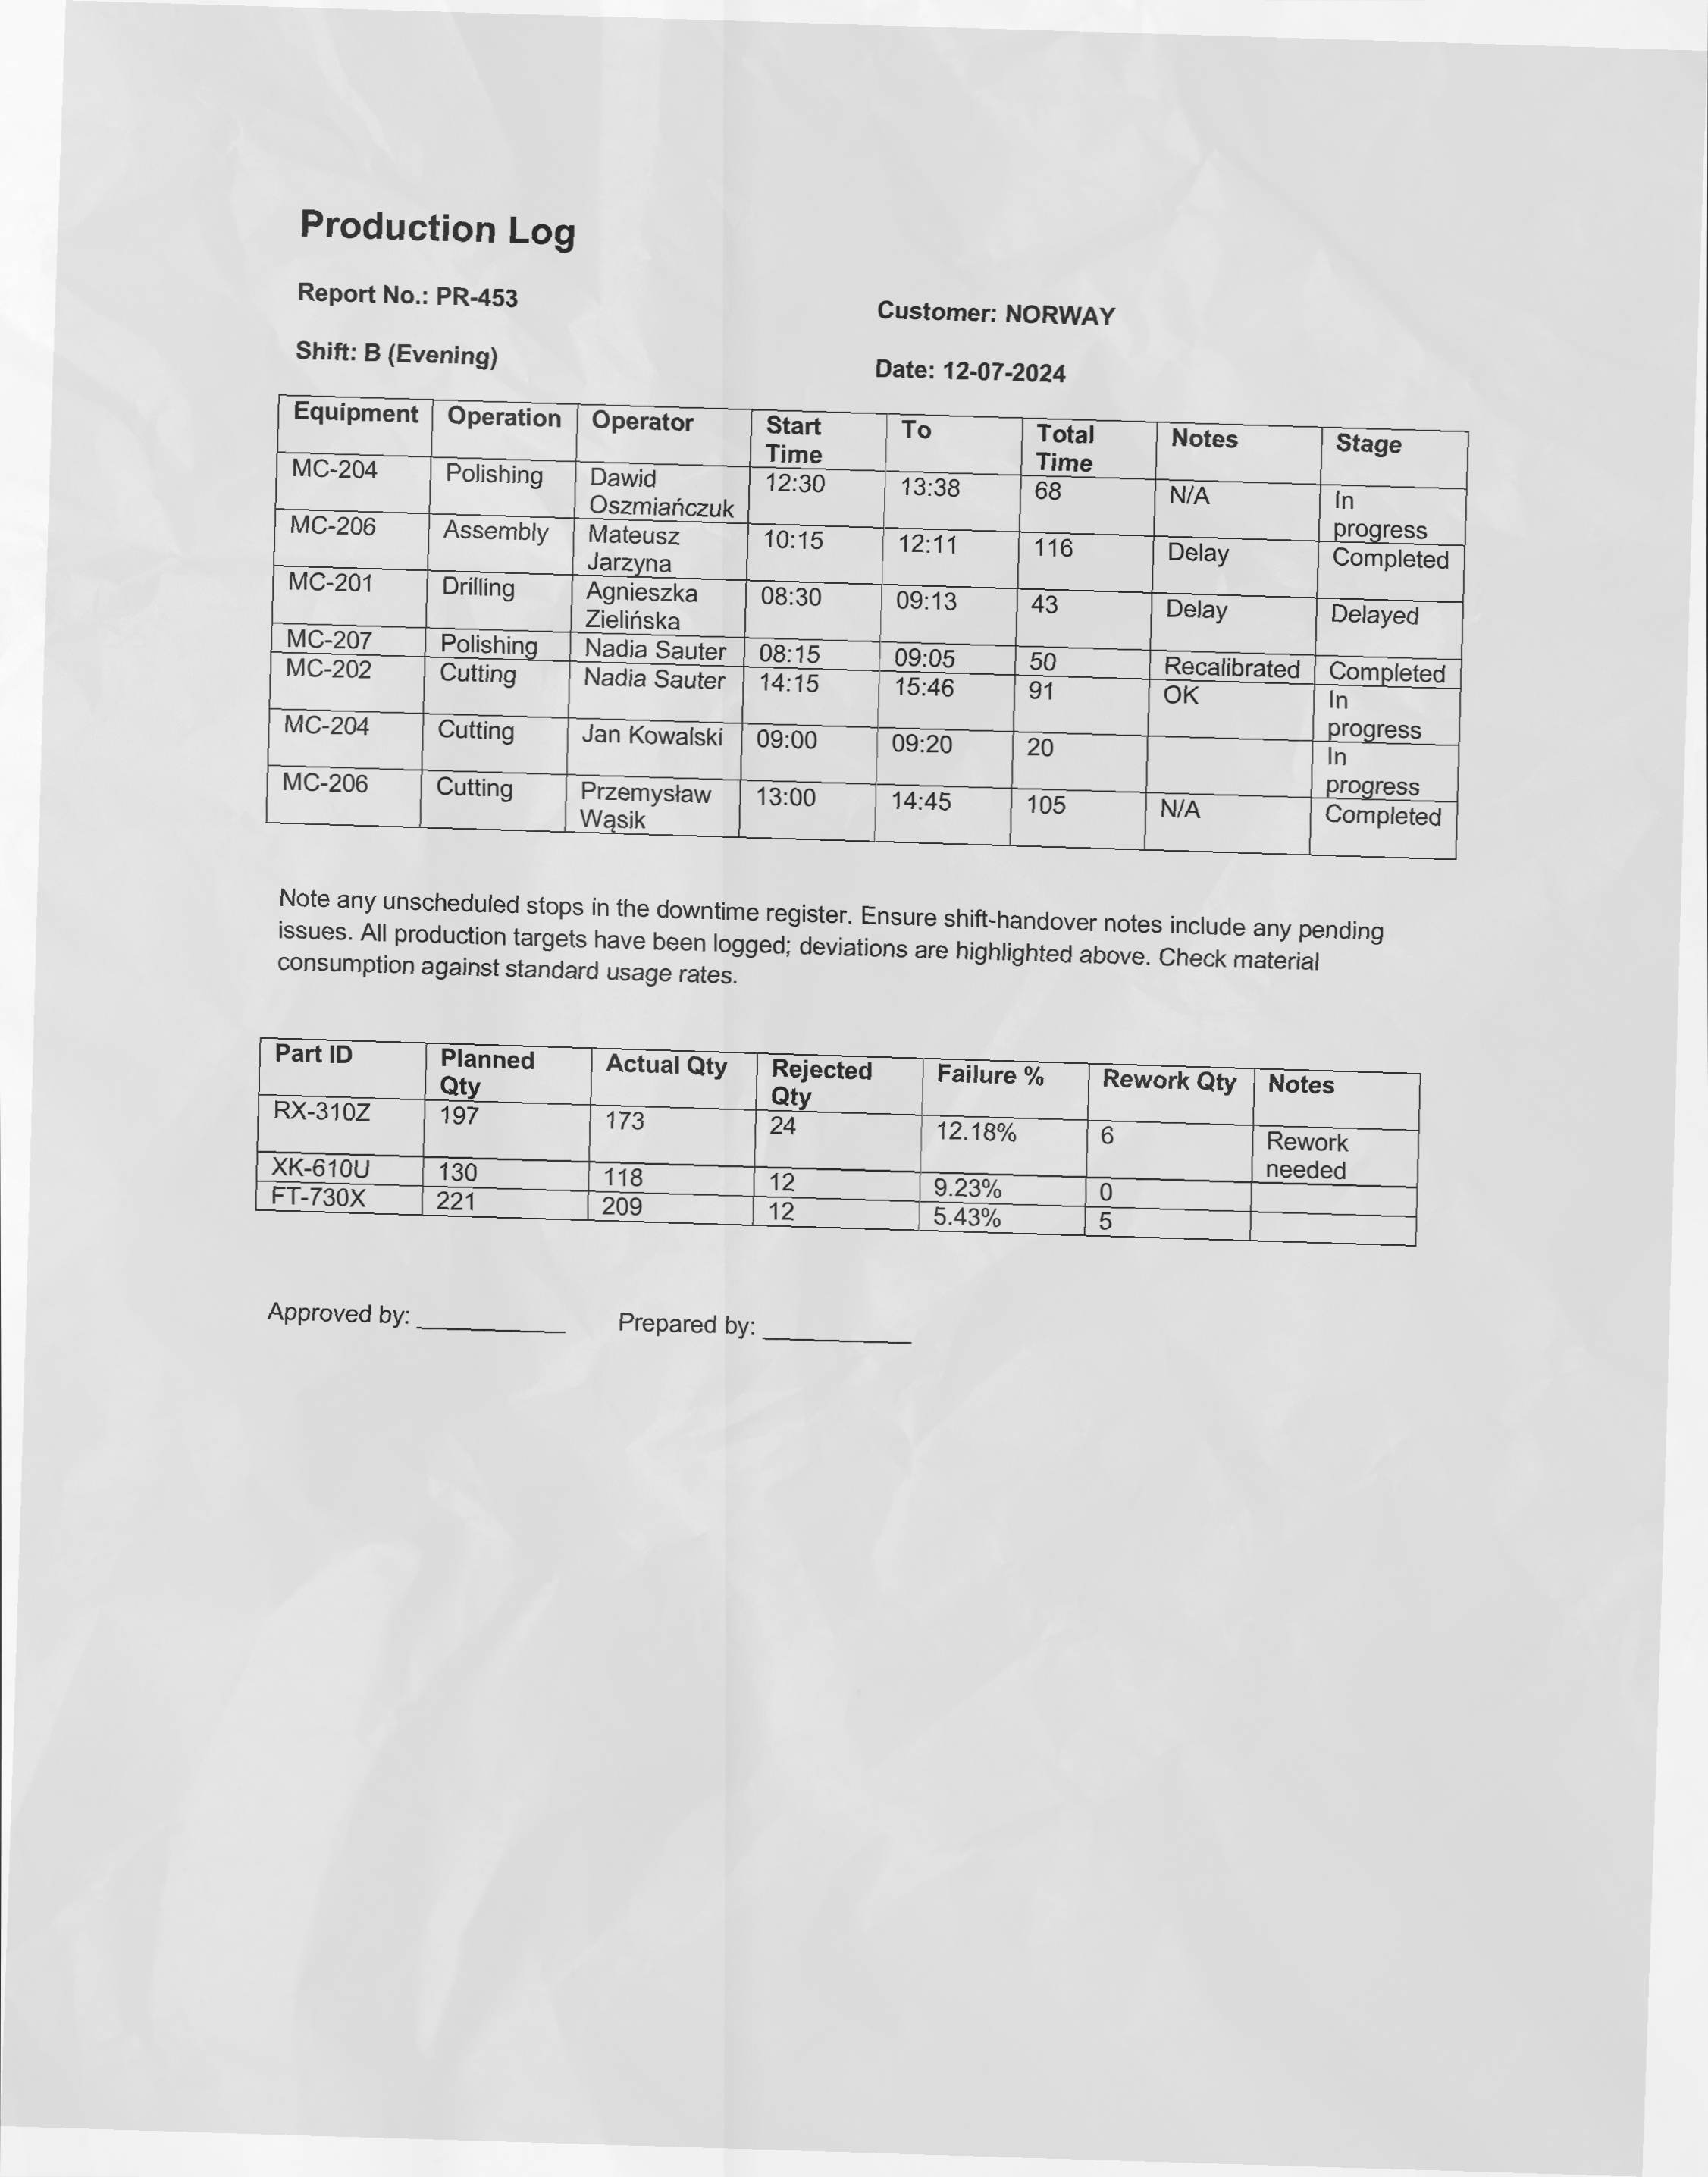 Production Log
Report No.: PR-453
Customer: NORWAY
Shift: B (Evening)
Date: 12-07-2024
Equipment Operation Operator Start Time To Total Time Notes Stage
MC-204 Polishing Dawid Oszmiańczuk 12:30 13:38 68 N/A In progress
MC-206 Assembly Mateusz Jarzyna 10:15 12:11 116 Delay Completed
MC-201 Drilling Agnieszka Zielińska 08:30 09:13 43 Delay Delayed
MC-207 Polishing Nadia Sauter 08:15 09:05 50 Recalibrated Completed
MC-202 Cutting Nadia Sauter 14:15 15:46 91 OK In progress
MC-204 Cutting Jan Kowalski 09:00 09:20 20 In progress
MC-206 Cutting Przemysław Wąsik 13:00 14:45 105 N/A Completed
Note any unscheduled stops in the downtime register. Ensure shift-handover notes include any pending
issues. All production targets have been logged; deviations are highlighted above. Check material
consumption against standard usage rates.
Part ID Planned Qty Actual Qty Rejected Qty Failure % Rework Qty Notes
RX-310Z 197 173 24 12.18% 6 Rework needed
XK-610U 130 118 12 9.23% 0
FT-730X 221 209 12 5.43% 5
Approved by: ___________ Prepared by: ___________